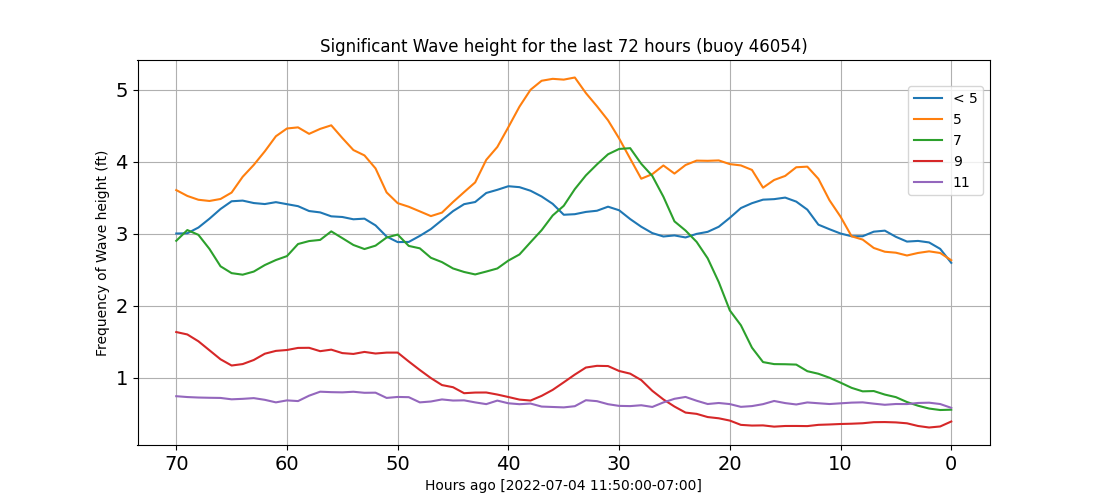 Significant Wave height for the last 72 hours (buoy 46054)
Frequency of Wave height (ft)
5
4
3
2
1
< 5
5
7
9
11
70 60 50 40 30 20 10 0
Hours ago [2022-07-04 11:50:00-07:00]